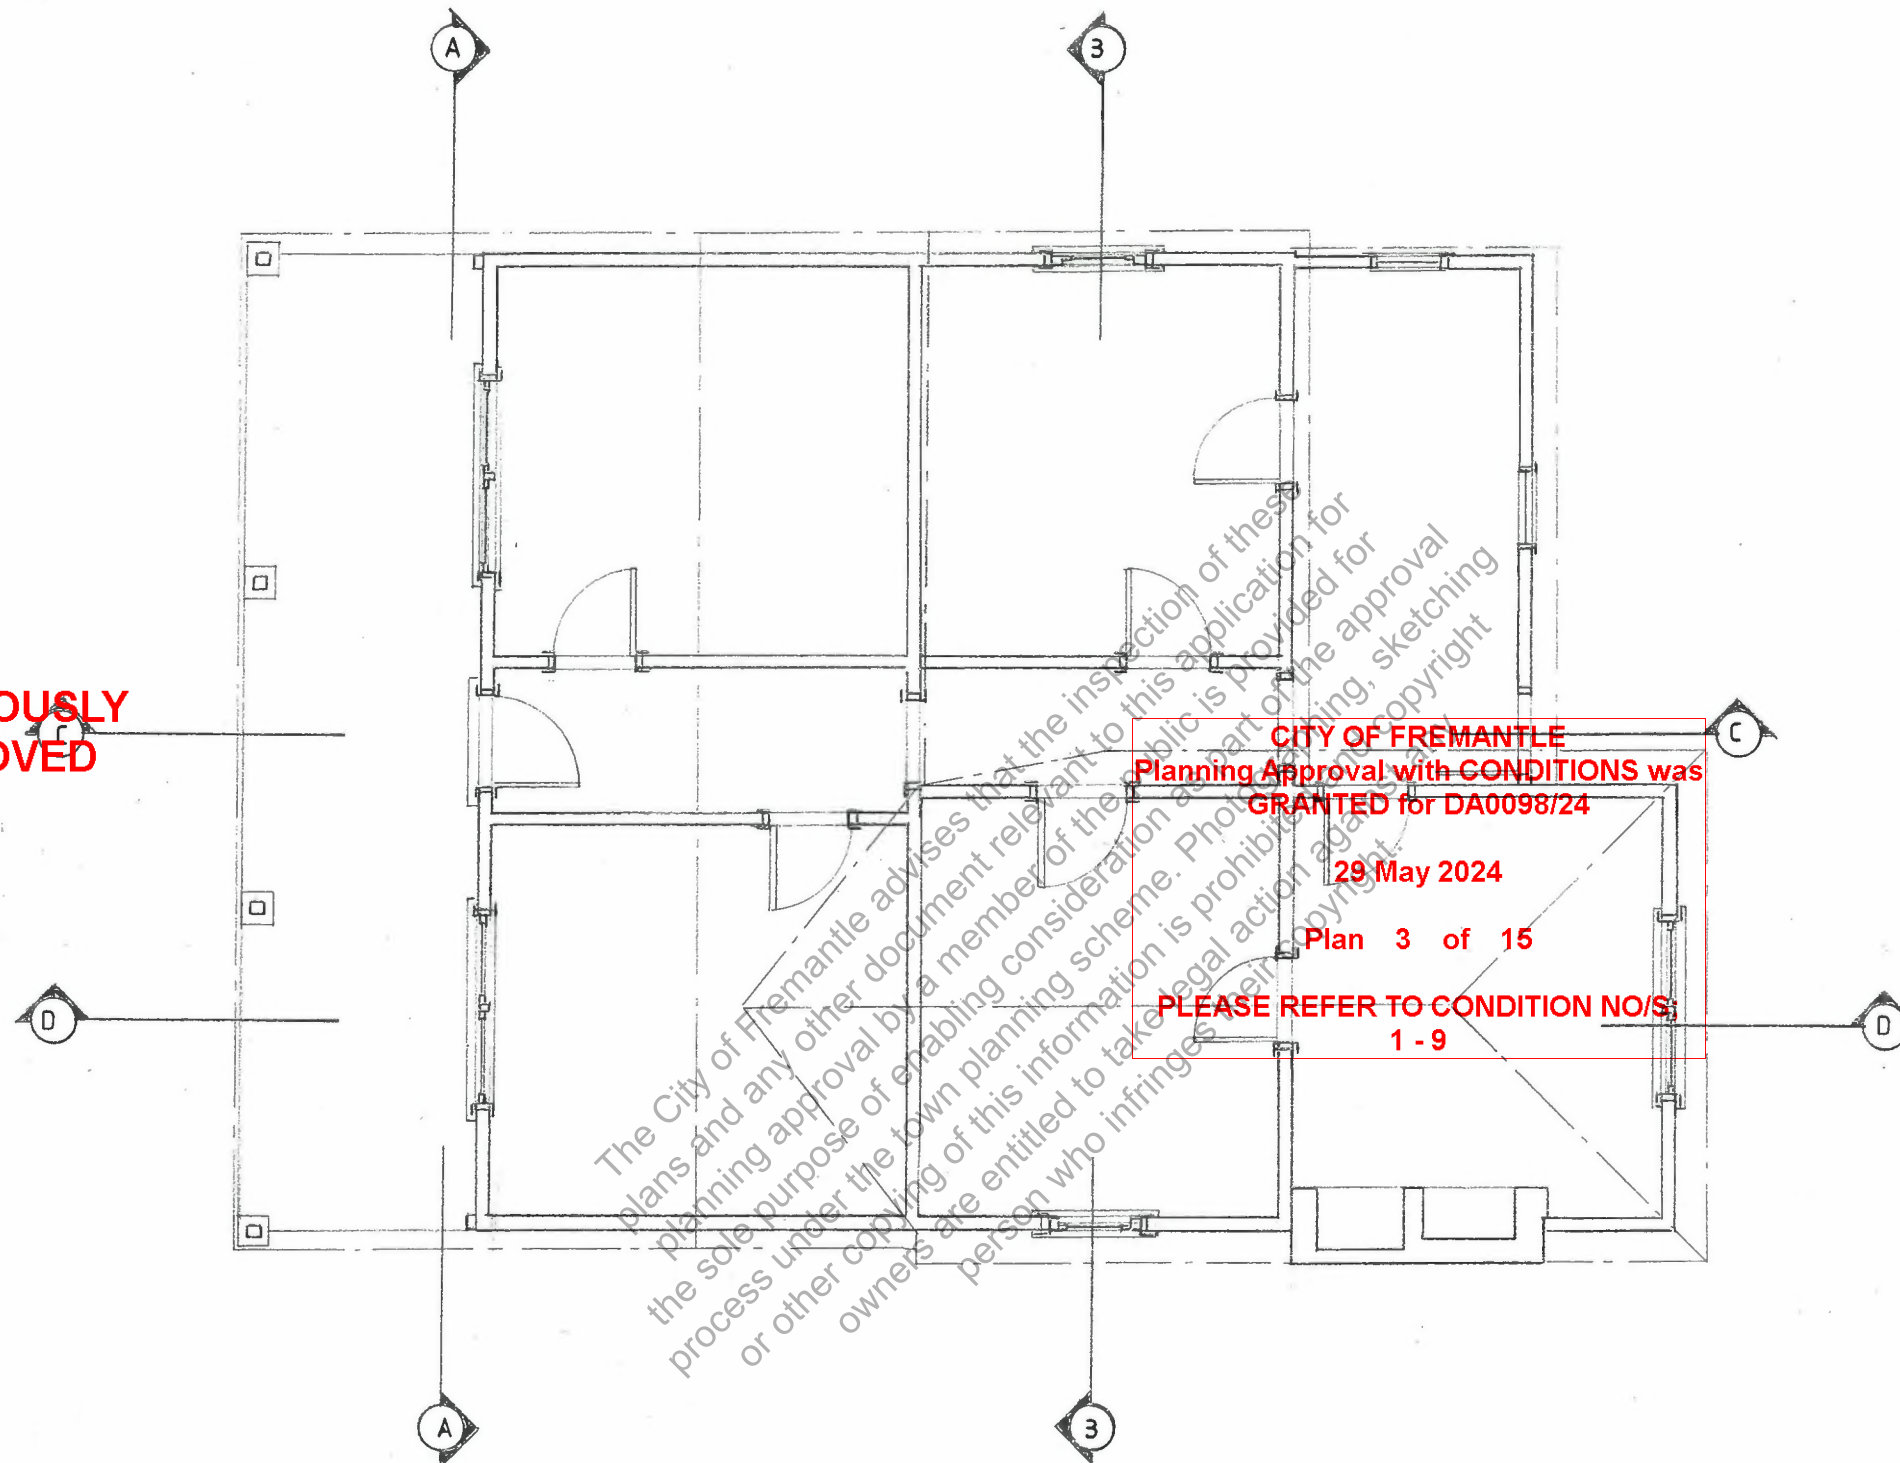 A
B
OUSLY
OVED
C
C
CITY OF FREMANTLE
Planning Approval with CONDITIONS was
GRANTED for DA0098/24
29 May 2024
Plan 3 of 15
PLEASE REFER TO CONDITION NO/S:
1 - 9
D
D
The City of Fremantle advises that the inspection of these
plans and any other document relevant to this application for
planning approval by a member of the public is provided for
the sole purpose of enabling consideration as part of the approval
process under the town planning scheme. Photographing, sketching
or other copying of this information is prohibited and copyright
owners are entitled to take legal action against any
person who infringes their copyright.
A
B